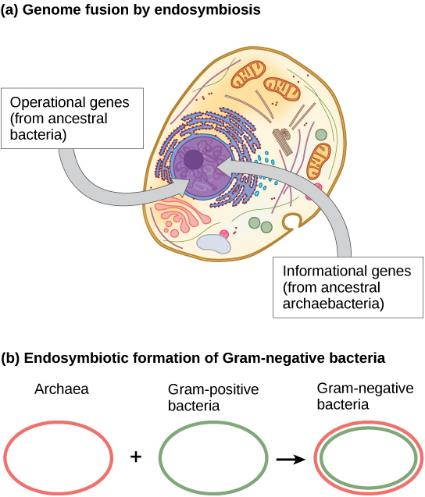 (a) Genome fusion by endosymbiosis
Operational genes
(from ancestral
bacteria)
Informational genes
(from ancestral
archaebacteria)
(b) Endosymbiotic formation of Gram-negative bacteria
Archaea
Gram-positive
bacteria
Gram-negative
bacteria
+